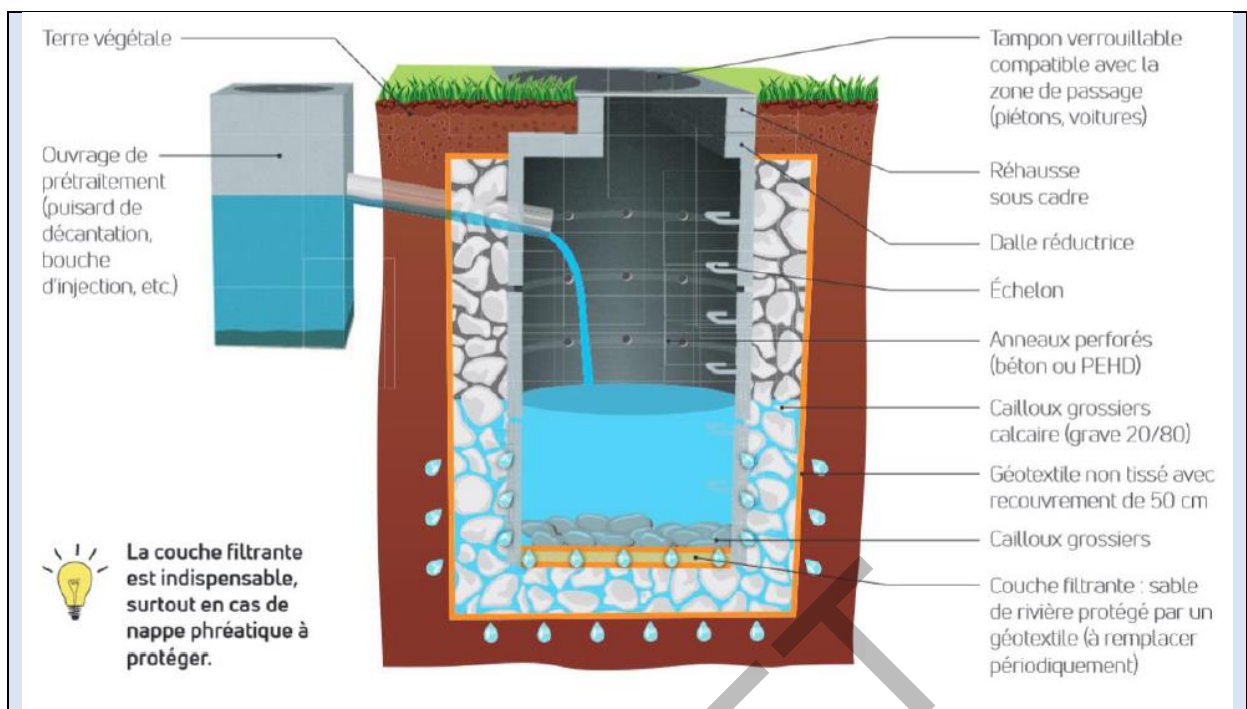 Terre végétale
Ouvrage de
prétraitement
(puisard de
décantation,
bouche
d'injection, etc.)
La couche filtrante
est indispensable,
surtout en cas de
nappe phréatique à
protéger.
Tampon verrouillable
compatible avec la
zone de passage
(piétons, voitures)
Réhausse
sous cadre
Dalle réductrice
Échelon
Anneaux perforés
(béton ou PEHD)
Cailloux grossiers
calcaire (grave 20/80)
Géotextile non tissé avec
recouvrement de 50 cm
Cailloux grossiers
Couche filtrante : sable
de rivière protégé par un
géotextile (à remplacer
périodiquement)